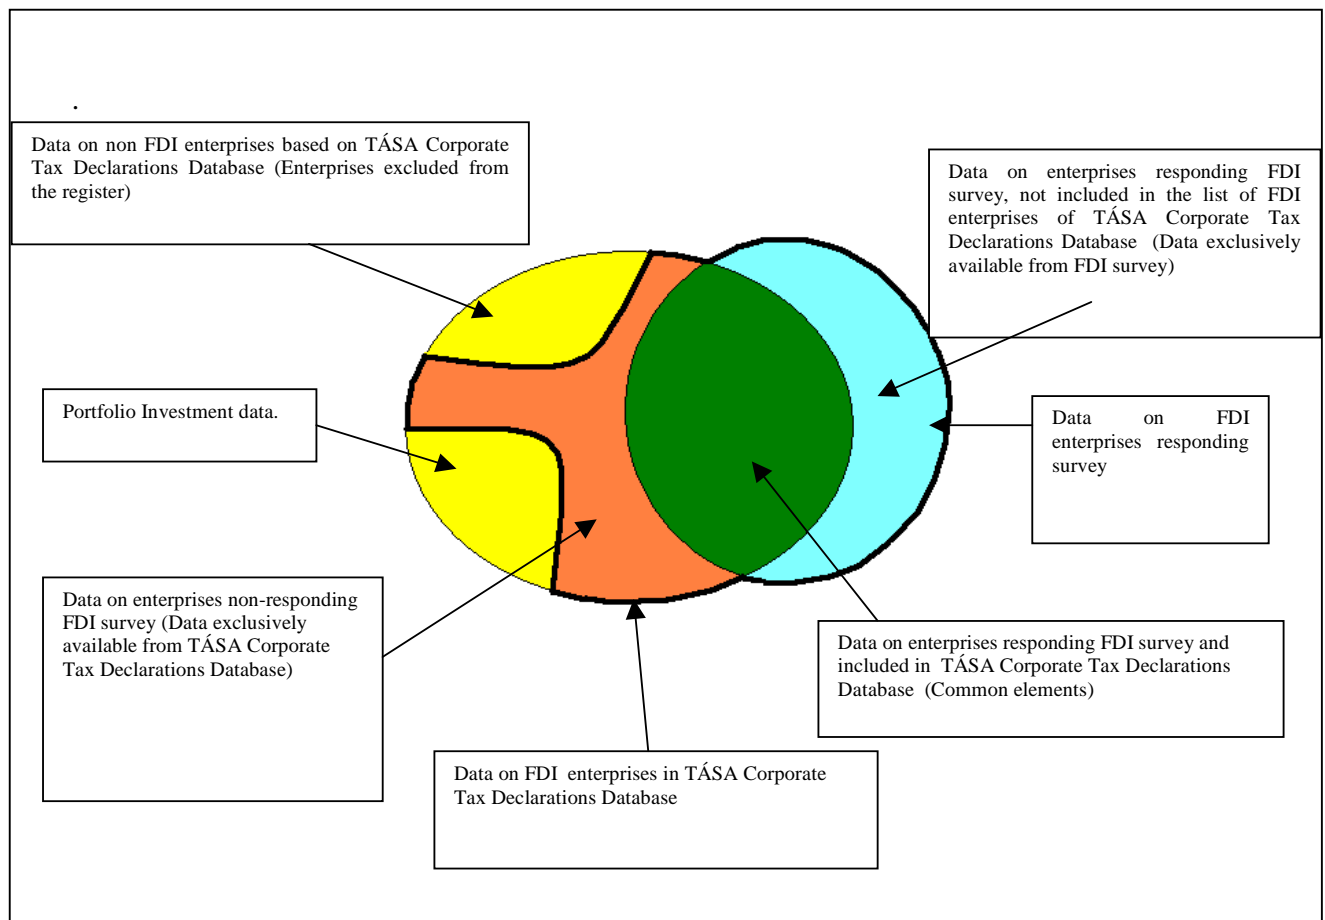 .
Data on non FDI enterprises based on TÁSA Corporate
Tax Declarations Database (Enterprises excluded from
the register)
Data on enterprises responding FDI
survey, not included in the list of FDI
enterprises of TÁSA Corporate Tax
Declarations Database (Data exclusively
available from FDI survey)
Portfolio Investment data.
Data on FDI
enterprises responding
survey
Data on enterprises non-responding
FDI survey (Data exclusively
available from TÁSA Corporate
Tax Declarations Database)
Data on enterprises responding FDI survey and
included in TÁSA Corporate Tax Declarations
Database (Common elements)
Data on FDI enterprises in TÁSA Corporate
Tax Declarations Database